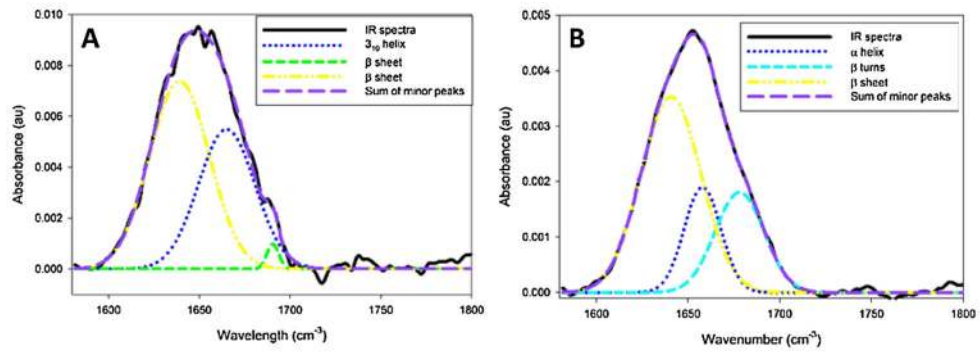 A
IR spectra
3₁₀ helix
β sheet
β sheet
Sum of minor peaks
0.010
0.008
0.006
0.004
0.002
0.000
Absorbance (au)
1600 1650 1700 1750 1800
Wavelength (cm⁻³)
B
IR spectra
α helix
β turns
β sheet
Sum of minor peaks
0.005
0.004
0.003
0.002
0.001
0.000
Absorbance (au)
1600 1650 1700 1750 1800
Wavenumber (cm⁻³)